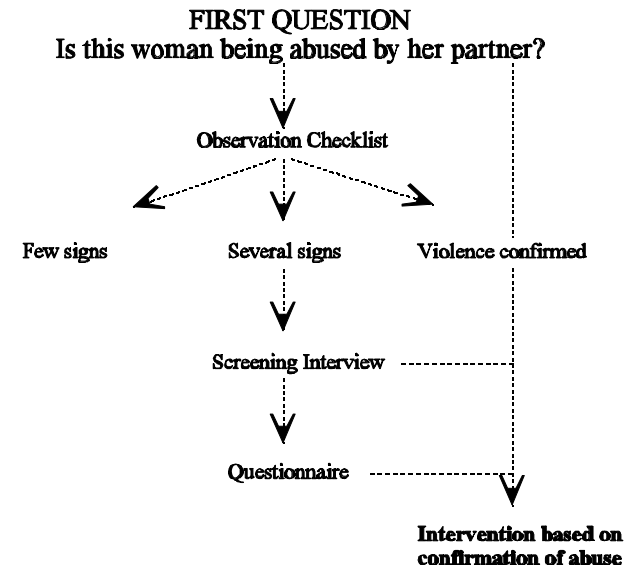 FIRST QUESTION
Is this woman being abused by her partner?
Observation Checklist
Few signs
Several signs
Violence confirmed
Screening Interview
Questionnaire
Intervention based on
confirmation of abuse